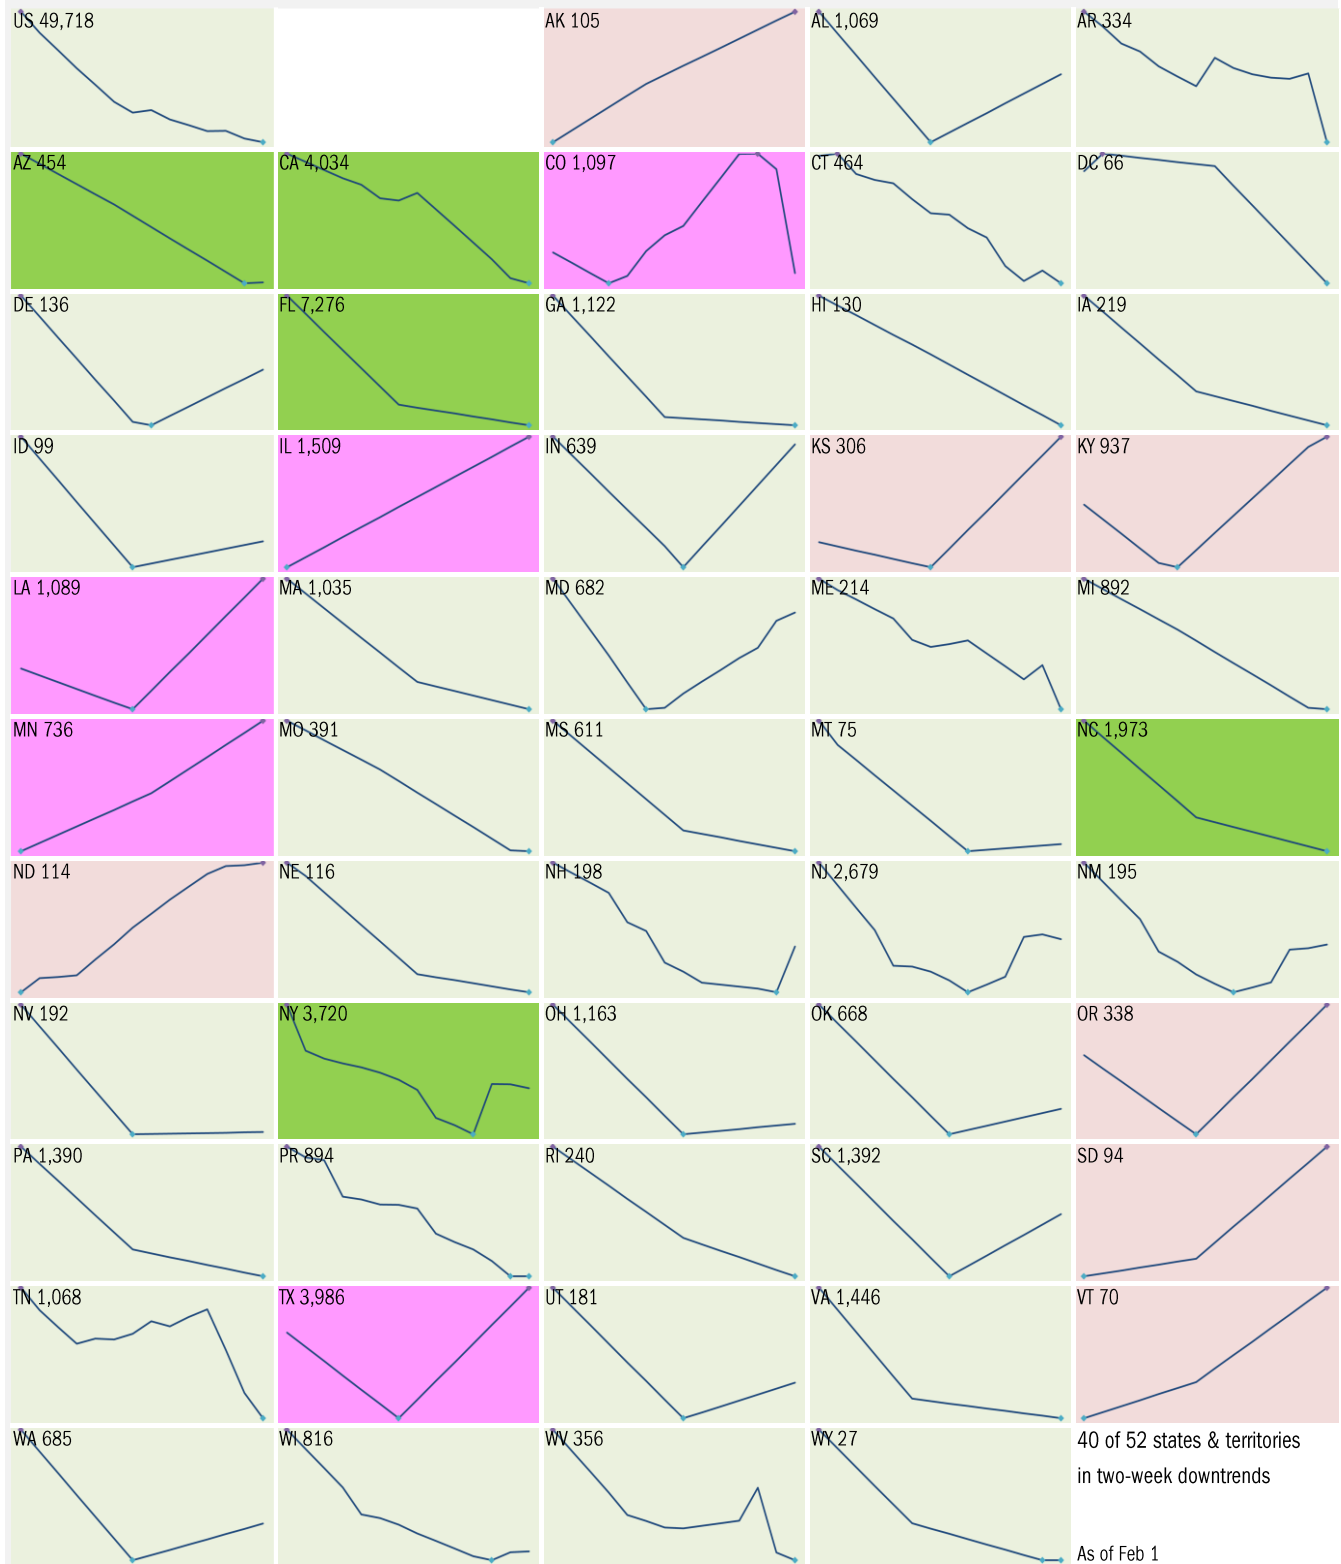 US 49,718
AK 105
AL 1,069
AR 334
AZ 454
CA 4,034
CO 1,097
CT 464
DC 66
DE 136
FL 7,276
GA 1,122
HI 130
IA 219
ID 99
IL 1,509
IN 639
KS 306
KY 937
LA 1,089
MA 1,035
MD 682
ME 214
MI 892
MN 736
MO 391
MS 611
MT 75
NC 1,973
ND 114
NE 116
NH 198
NJ 2,679
NM 195
NV 192
NY 3,720
OH 1,163
OK 668
OR 338
PA 1,390
PR 894
RI 240
SC 1,392
SD 94
TN 1,068
TX 3,986
UT 181
VA 1,446
VT 70
WA 685
WI 816
WV 356
WY 27
40 of 52 states & territories
in two-week downtrends
As of Feb 1